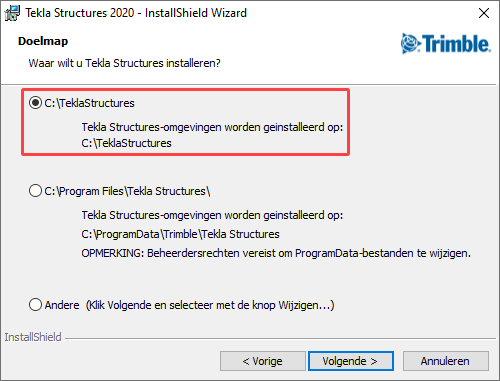 Tekla Structures 2020 - InstallShield Wizard
Doelmap
Waar wilt u Tekla Structures installeren?
Trimble
C:\TeklaStructures
Tekla Structures-omgevingen worden geinstalleerd op:
C:\TeklaStructures
C:\Program Files\Tekla Structures\
Tekla Structures-omgevingen worden geinstalleerd op:
C:\ProgramData\Trimble\Tekla Structures
OPMERKING: Beheerdersrechten vereist om ProgramData-bestanden te wijzigen.
Andere (Klik Volgende en selecteer met de knop Wijzigen...)
InstallShield
< Vorige
Volgende >
Annuleren